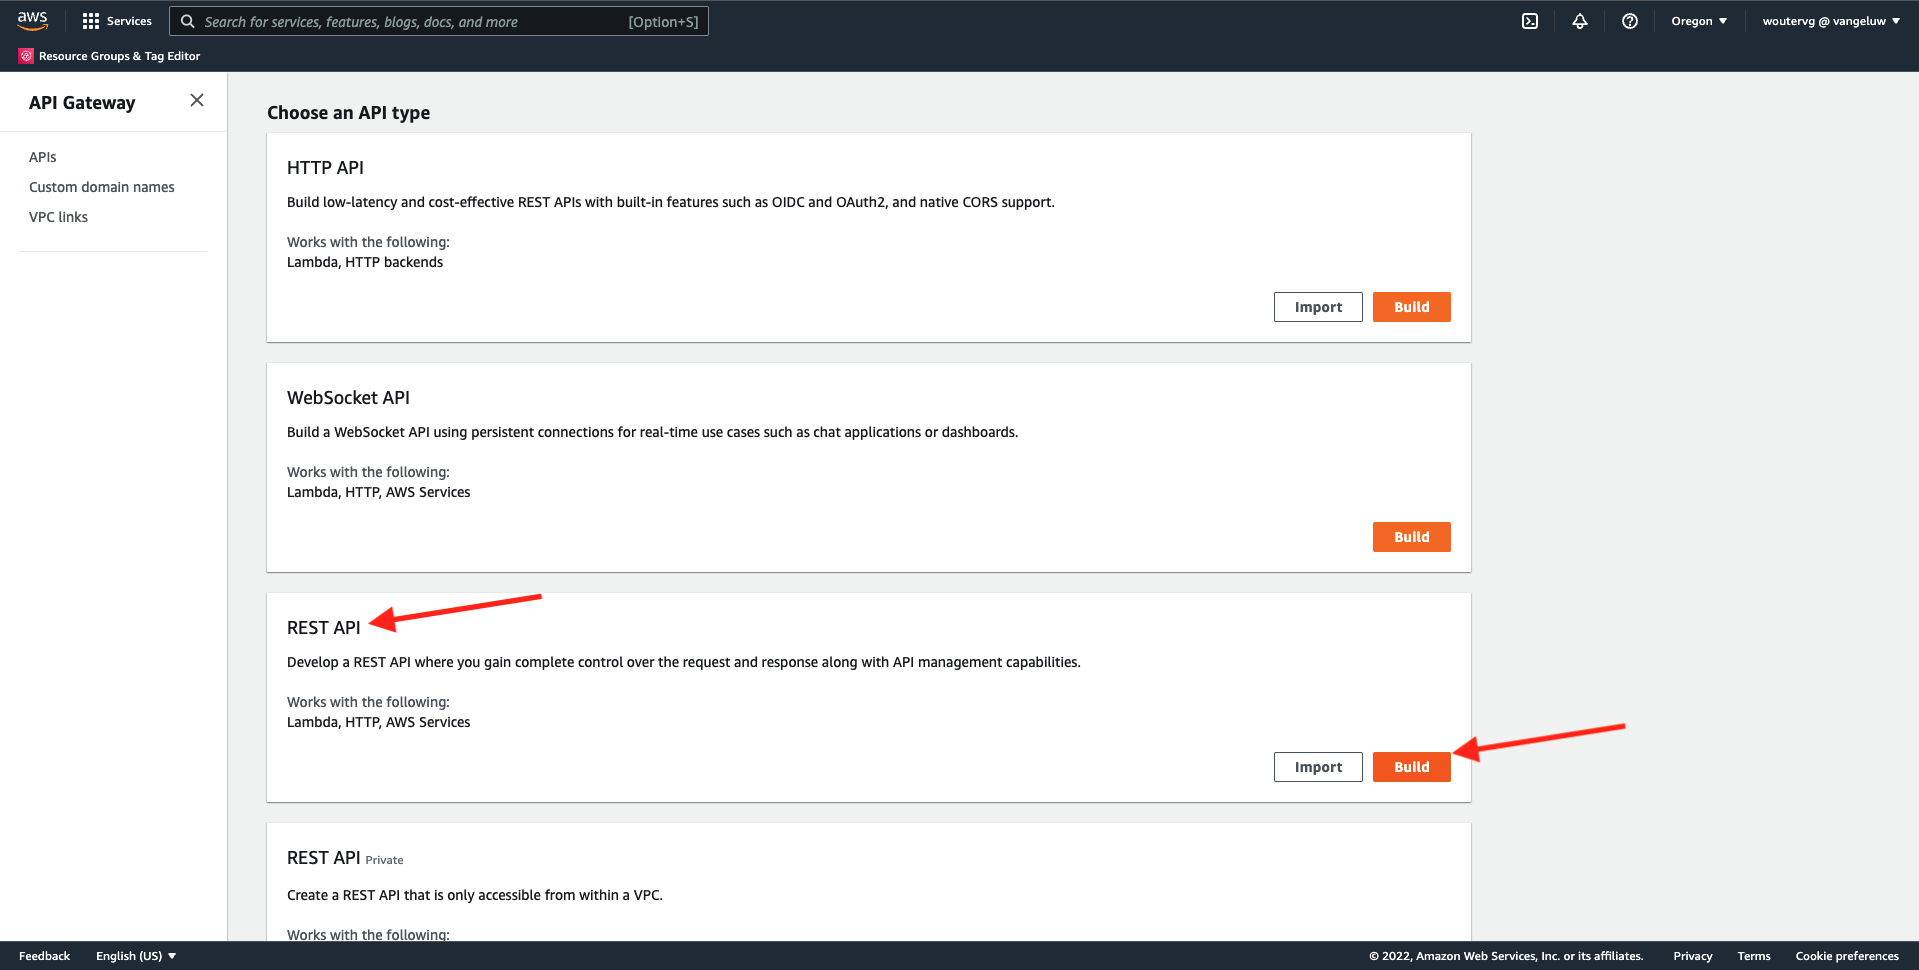 aws
Services
Search for services, features, blogs, docs, and more
[Option+S]
Oregon
woutervg @ vangeluw
Resource Groups & Tag Editor
API Gateway
APIs
Custom domain names
VPC links
Choose an API type
HTTP API
Build low-latency and cost-effective REST APIs with built-in features such as OIDC and OAuth2, and native CORS support.
Works with the following:
Lambda, HTTP backends
Import
Build
WebSocket API
Build a WebSocket API using persistent connections for real-time use cases such as chat applications or dashboards.
Works with the following:
Lambda, HTTP, AWS Services
Build
REST API
Develop a REST API where you gain complete control over the request and response along with API management capabilities.
Works with the following:
Lambda, HTTP, AWS Services
Import
Build
REST API Private
Create a REST API that is only accessible from within a VPC.
Works with the following:
Feedback
English (US)
© 2022, Amazon Web Services, Inc. or its affiliates.
Privacy
Terms
Cookie preferences